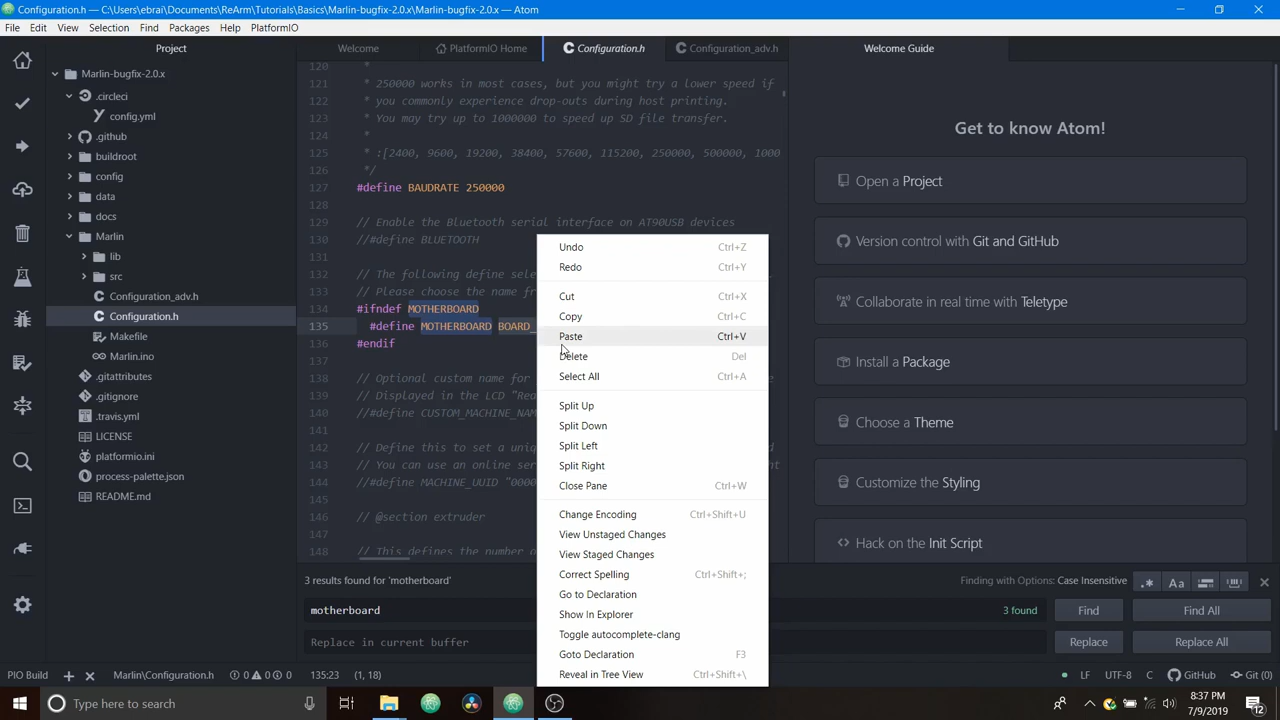 Configuration.h — C:\Users\ebrai\Documents\ReArm\Tutorials\Basics\Marlin-bugfix-2.0.x\Marlin-bugfix-2.0.x — Atom
File Edit View Selection Find Packages Help PlatformIO
Project
Marlin-bugfix-2.0.x
.circleci
config.yml
.github
buildroot
config
data
docs
Marlin
lib
src
Configuration_adv.h
Configuration.h
Makefile
Marlin.ino
.gitattributes
.gitignore
.travis.yml
LICENSE
platformio.ini
process-palette.json
README.md
Welcome PlatformIO Home Configuration.h Configuration_adv.h
120 *
121 * 250000 works in most cases, but you might try a lower speed if
122 * you commonly experience drop-outs during host printing.
123 * You may try up to 1000000 to speed up SD file transfer.
124 *
125 * :[2400, 9600, 19200, 38400, 57600, 115200, 250000, 500000, 1000
126 */
127 #define BAUDRATE 250000
128
129 // Enable the Bluetooth serial interface on AT90USB devices
130 //#define BLUETOOTH
131
132 // The following define sele
133 // Please choose the name fr
134 #ifndef MOTHERBOARD
135 #define MOTHERBOARD BOARD_
136 #endif
137
138 // Optional custom name for
139 // Displayed in the LCD "Rea
140 //#define CUSTOM_MACHINE_NAM
141
142 // Define this to set a uniq
143 // You can use an online ser
144 //#define MACHINE_UUID "0000
145
146 // @section extruder
147
148 // This defines the number o
Undo Ctrl+Z
Redo Ctrl+Y
Cut Ctrl+X
Copy Ctrl+C
Paste Ctrl+V
Delete Del
Select All Ctrl+A
Split Up
Split Down
Split Left
Split Right
Close Pane Ctrl+W
Change Encoding Ctrl+Shift+U
View Unstaged Changes
View Staged Changes
Correct Spelling Ctrl+Shift+;
Go to Declaration
Show In Explorer
Toggle autocomplete-clang
Goto Declaration F3
Reveal in Tree View Ctrl+Shift+\
Welcome Guide
Get to know Atom!
Open a Project
Version control with Git and GitHub
Collaborate in real time with Teletype
Install a Package
Choose a Theme
Customize the Styling
Hack on the Init Script
3 results found for 'motherboard' Finding with Options: Case Insensitive .* Aa
motherboard 3 found Find Find All
Replace in current buffer Replace Replace All
PIO Build Marlin\Configuration.h 0 0 0 135:23 (1, 18) LF UTF-8 C GitHub Git (0)
Type here to search
8:37 PM
7/9/2019
12